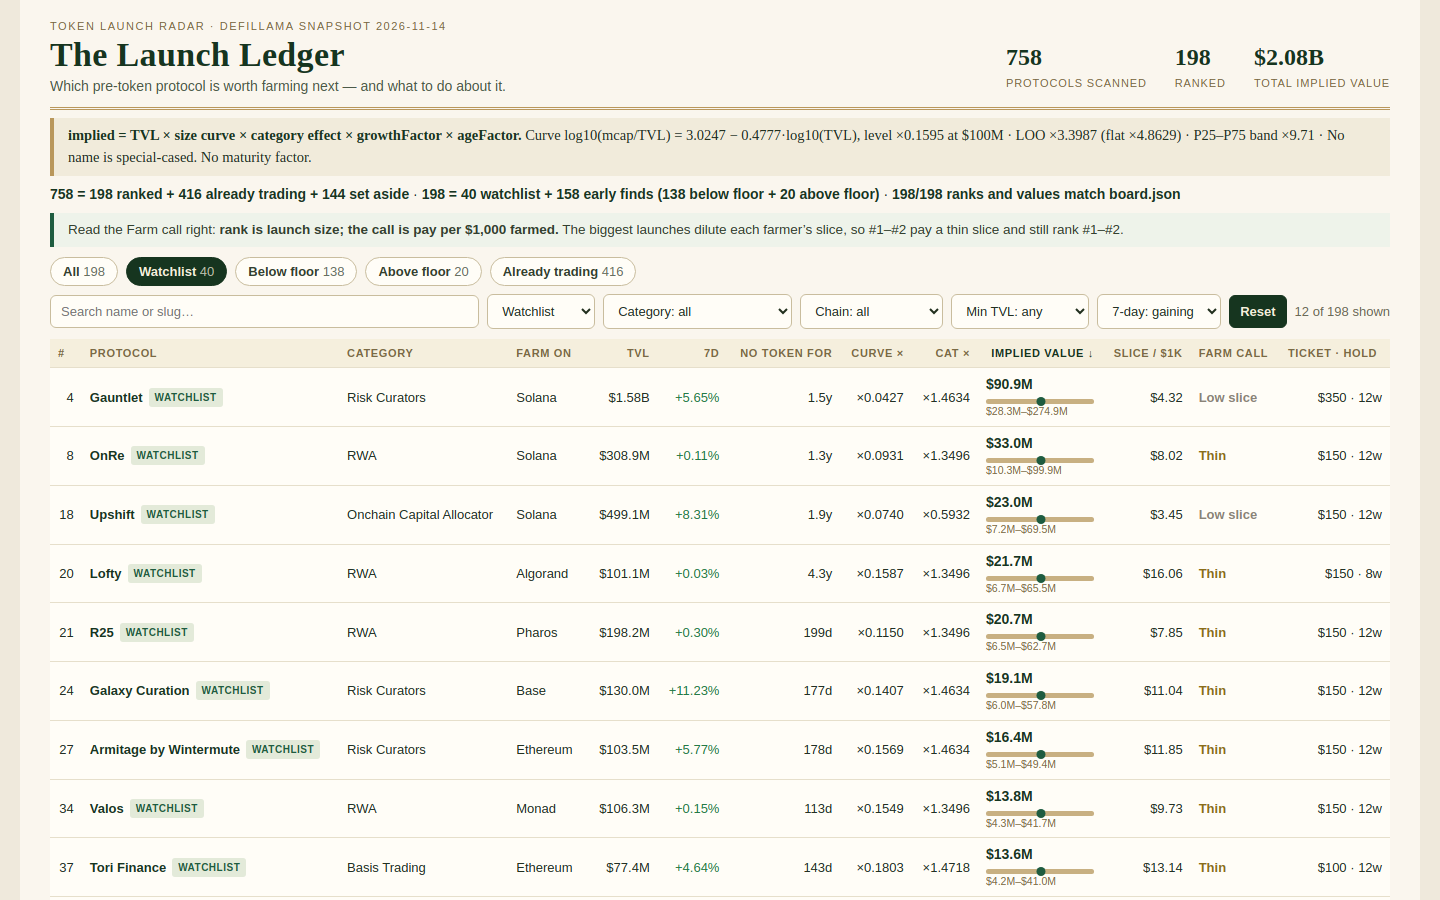 TOKEN LAUNCH RADAR · DEFILLAMA SNAPSHOT 2026-11-14
The Launch Ledger
Which pre-token protocol is worth farming next — and what to do about it.
758 198 $2.08B
PROTOCOLS SCANNED RANKED TOTAL IMPLIED VALUE
implied = TVL × size curve × category effect × growthFactor × ageFactor. Curve log10(mcap/TVL) = 3.0247 − 0.4777·log10(TVL), level ×0.1595 at $100M · LOO ×3.3987 (flat ×4.8629) · P25–P75 band ×9.71 · No
name is special-cased. No maturity factor.
758 = 198 ranked + 416 already trading + 144 set aside · 198 = 40 watchlist + 158 early finds (138 below floor + 20 above floor) · 198/198 ranks and values match board.json
Read the Farm call right: rank is launch size; the call is pay per $1,000 farmed. The biggest launches dilute each farmer's slice, so #1–#2 pay a thin slice and still rank #1–#2.
All 198 Watchlist 40 Below floor 138 Above floor 20 Already trading 416
Search name or slug… Watchlist Category: all Chain: all Min TVL: any 7-day: gaining Reset 12 of 198 shown
# PROTOCOL CATEGORY FARM ON TVL 7D NO TOKEN FOR CURVE × CAT × IMPLIED VALUE ↓ SLICE / $1K FARM CALL TICKET · HOLD
4 Gauntlet WATCHLIST Risk Curators Solana $1.58B +5.65% 1.5y ×0.0427 ×1.4634 $90.9M $4.32 Low slice $350 · 12w
$28.3M–$274.9M
8 OnRe WATCHLIST RWA Solana $308.9M +0.11% 1.3y ×0.0931 ×1.3496 $33.0M $8.02 Thin $150 · 12w
$10.3M–$99.9M
18 Upshift WATCHLIST Onchain Capital Allocator Solana $499.1M +8.31% 1.9y ×0.0740 ×0.5932 $23.0M $3.45 Low slice $150 · 12w
$7.2M–$69.5M
20 Lofty WATCHLIST RWA Algorand $101.1M +0.03% 4.3y ×0.1587 ×1.3496 $21.7M $16.06 Thin $150 · 8w
$6.7M–$65.5M
21 R25 WATCHLIST RWA Pharos $198.2M +0.30% 199d ×0.1150 ×1.3496 $20.7M $7.85 Thin $150 · 12w
$6.5M–$62.7M
24 Galaxy Curation WATCHLIST Risk Curators Base $130.0M +11.23% 177d ×0.1407 ×1.4634 $19.1M $11.04 Thin $150 · 12w
$6.0M–$57.8M
27 Armitage by Wintermute WATCHLIST Risk Curators Ethereum $103.5M +5.77% 178d ×0.1569 ×1.4634 $16.4M $11.85 Thin $150 · 12w
$5.1M–$49.4M
34 Valos WATCHLIST RWA Monad $106.3M +0.15% 113d ×0.1549 ×1.3496 $13.8M $9.73 Thin $150 · 12w
$4.3M–$41.7M
37 Tori Finance WATCHLIST Basis Trading Ethereum $77.4M +4.64% 143d ×0.1803 ×1.4718 $13.6M $13.14 Thin $100 · 12w
$4.2M–$41.0M